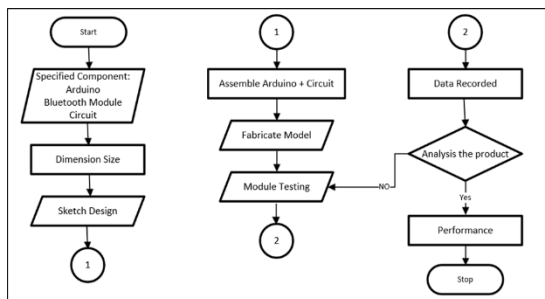 Start
Specified Component:
Arduino
Bluetooth Module
Circuit
Dimension Size
Sketch Design
1
1
Assemble Arduino + Circuit
Fabricate Model
Module Testing
2
2
Data Recorded
Analysis the product
NO
Yes
Performance
Stop